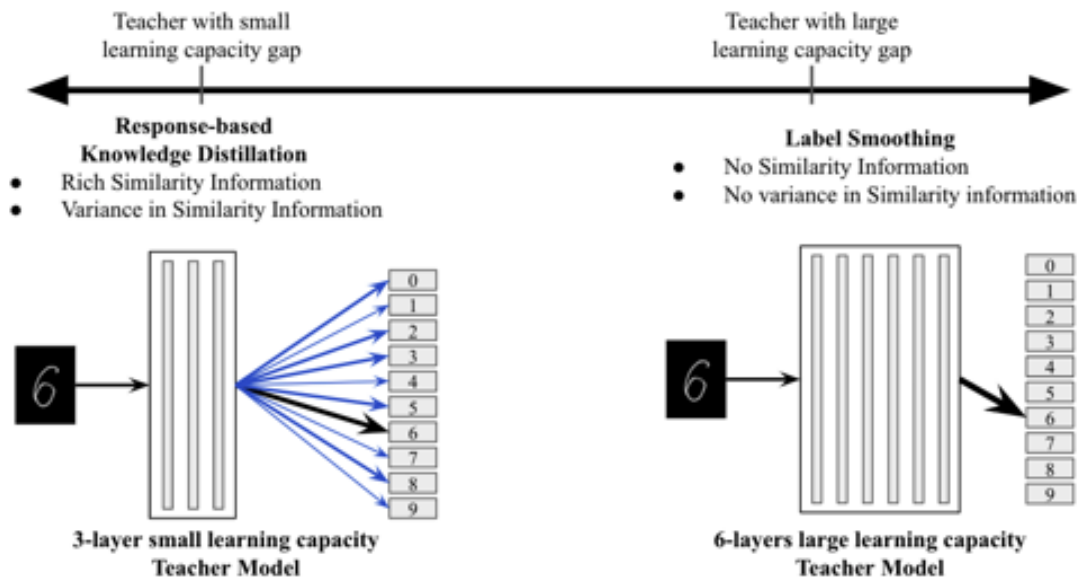 Teacher with small
learning capacity gap
Teacher with large
learning capacity gap
Response-based
Knowledge Distillation
● Rich Similarity Information
● Variance in Similarity Information
Label Smoothing
● No Similarity Information
● No variance in Similarity information
6
0
1
2
3
4
5
6
7
8
9
3-layer small learning capacity
Teacher Model
6
0
1
2
3
4
5
6
7
8
9
6-layers large learning capacity
Teacher Model